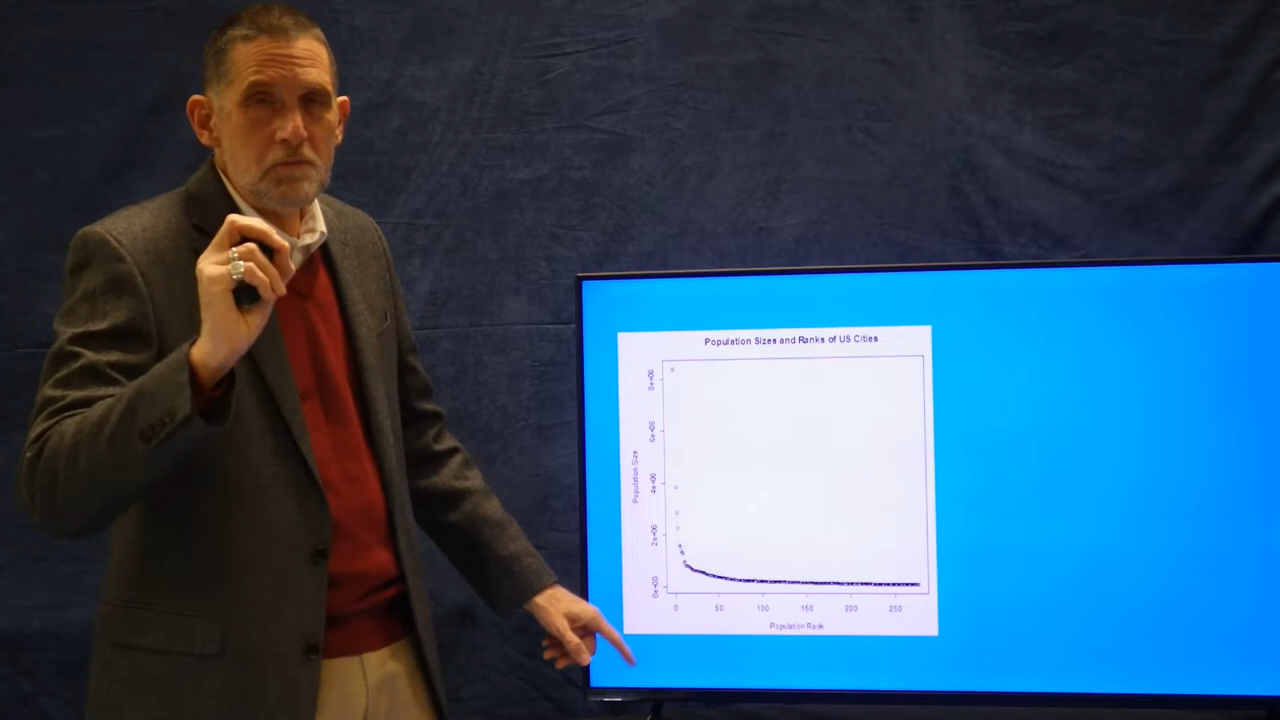 Population Sizes and Ranks of US Cities
8e+06
6e+06
4e+06
2e+06
0e+00
Population Size
0 50 100 150 200 250
Population Rank